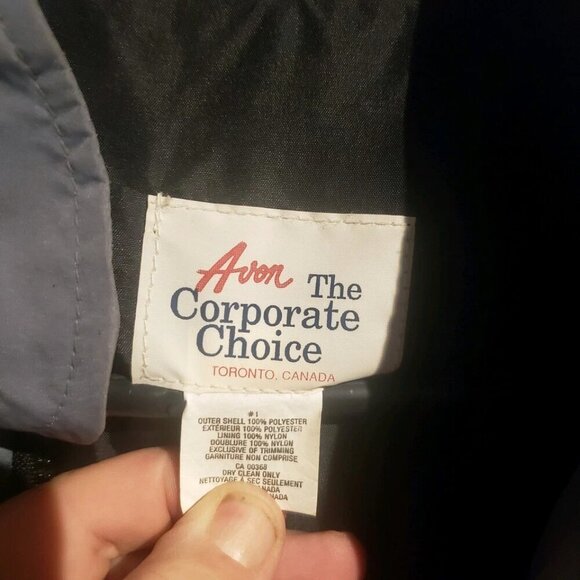 Avon The
Corporate
Choice
TORONTO, CANADA
#1
OUTER SHELL 100% POLYESTER
EXTÉRIEUR 100% POLYESTER
LINING 100% NYLON
DOUBLURE 100% NYLON
EXCLUSIVE OF TRIMMING
GARNITURE NON COMPRISE
CA 00368
DRY CLEAN ONLY
NETTOYAGE À SEC SEULEMENT